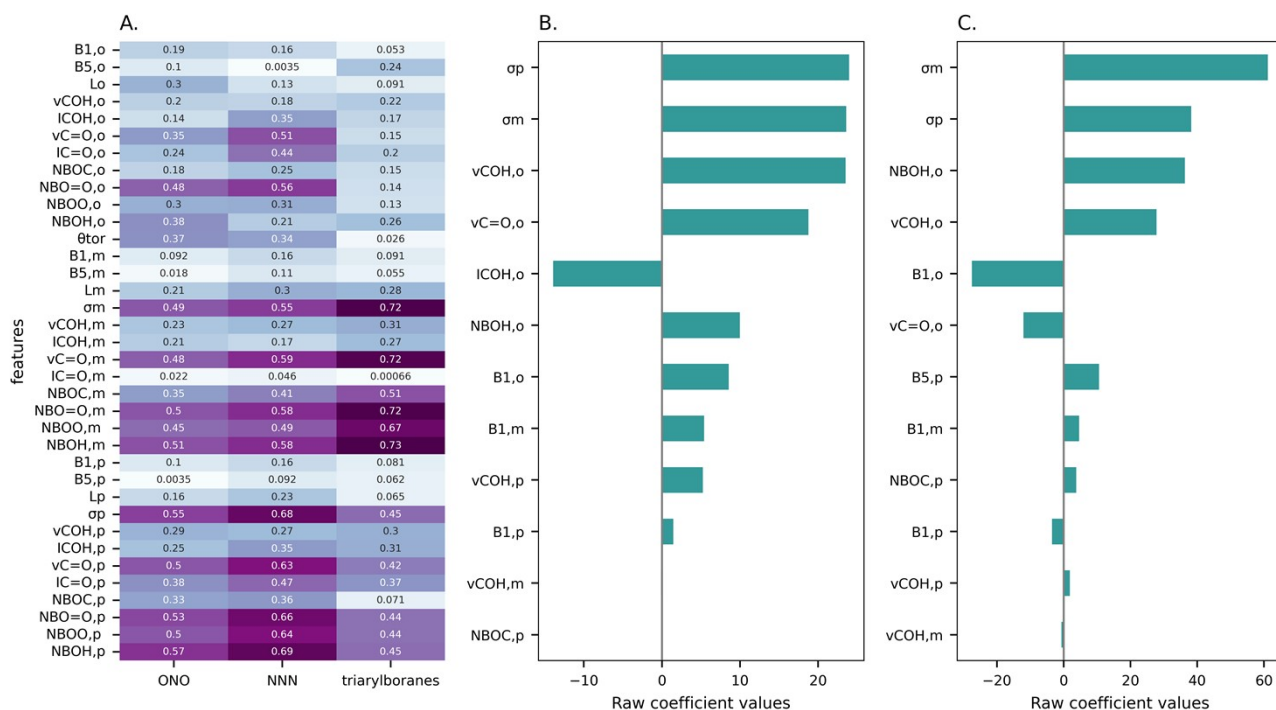 A.
B.
C.
features
B1,o 0.19 0.16 0.053
B5,o 0.1 0.0035 0.24
Lo 0.3 0.13 0.091
vCOH,o 0.2 0.18 0.22
ICOH,o 0.14 0.35 0.17
vC=O,o 0.35 0.51 0.15
IC=O,o 0.24 0.44 0.2
NBOC,o 0.18 0.25 0.15
NBO=O,o 0.48 0.56 0.14
NBOO,o 0.3 0.31 0.13
NBOH,o 0.38 0.21 0.26
θtor 0.37 0.34 0.026
B1,m 0.092 0.16 0.091
B5,m 0.018 0.11 0.055
Lm 0.21 0.3 0.28
σm 0.49 0.55 0.72
vCOH,m 0.23 0.27 0.31
ICOH,m 0.21 0.17 0.27
vC=O,m 0.48 0.59 0.72
IC=O,m 0.022 0.046 0.00066
NBOC,m 0.35 0.41 0.51
NBO=O,m 0.5 0.58 0.72
NBOO,m 0.45 0.49 0.67
NBOH,m 0.51 0.58 0.73
B1,p 0.1 0.16 0.081
B5,p 0.0035 0.092 0.062
Lp 0.16 0.23 0.065
σp 0.55 0.68 0.45
vCOH,p 0.29 0.27 0.3
ICOH,p 0.25 0.35 0.31
vC=O,p 0.5 0.63 0.42
IC=O,p 0.38 0.47 0.37
NBOC,p 0.33 0.36 0.071
NBO=O,p 0.53 0.66 0.44
NBOO,p 0.5 0.64 0.44
NBOH,p 0.57 0.69 0.45
ONO NNN triarylboranes
σp
σm
vCOH,o
vC=O,o
ICOH,o
NBOH,o
B1,o
B1,m
vCOH,p
B1,p
vCOH,m
NBOC,p
−10 0 10 20
Raw coefficient values
σm
σp
NBOH,o
vCOH,o
B1,o
vC=O,o
B5,p
B1,m
NBOC,p
B1,p
vCOH,p
vCOH,m
−20 0 20 40 60
Raw coefficient values